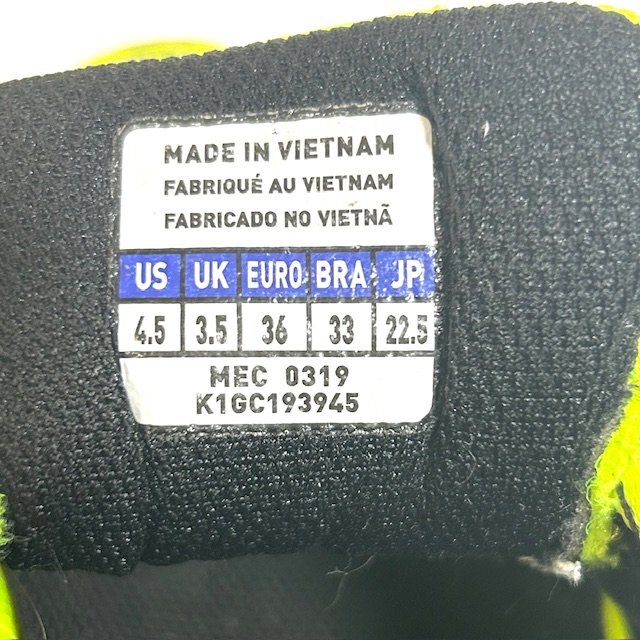 MADE IN VIETNAM
FABRIQUÉ AU VIETNAM
FABRICADO NO VIETNÃ
US UK EURO BRA JP
4.5 3.5 36 33 22.5
MEC 0319
K1GC193945